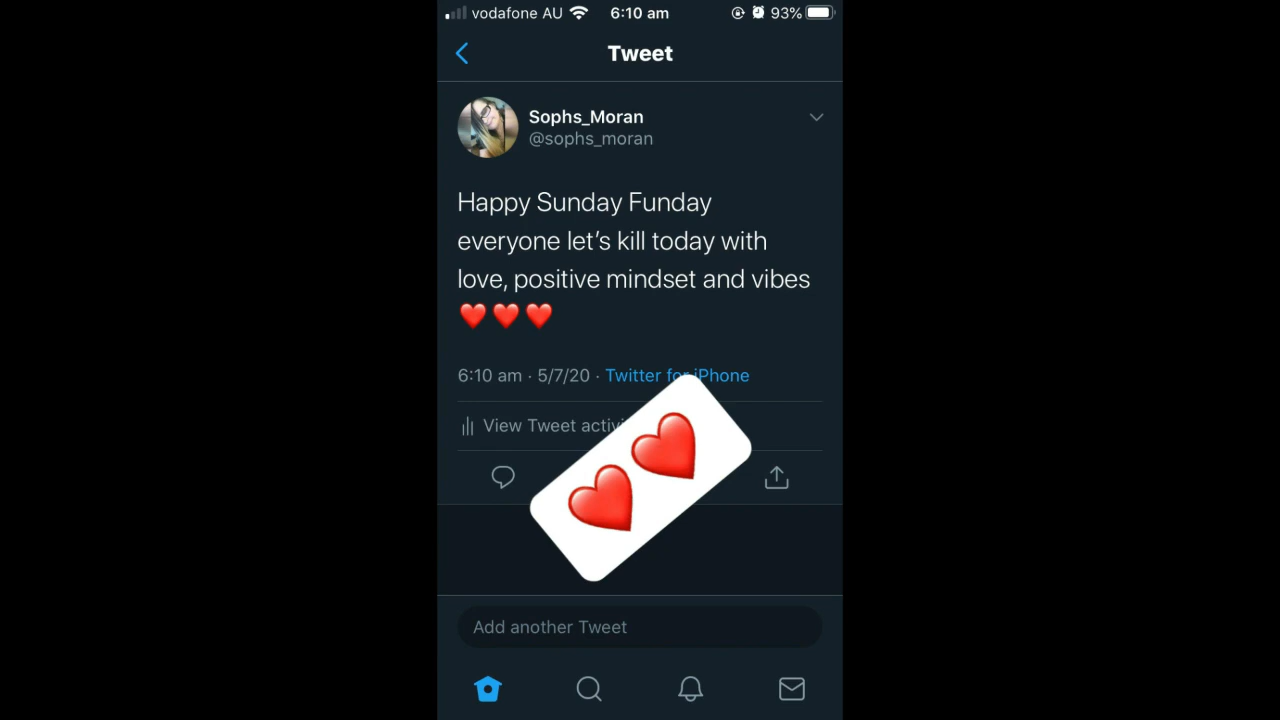 vodafone AU 6:10 am 93%
Tweet
Sophs_Moran
@sophs_moran
Happy Sunday Funday
everyone let’s kill today with
love, positive mindset and vibes
❤️❤️❤️
6:10 am · 5/7/20 · Twitter for iPhone
View Tweet activ
❤️❤️
Add another Tweet